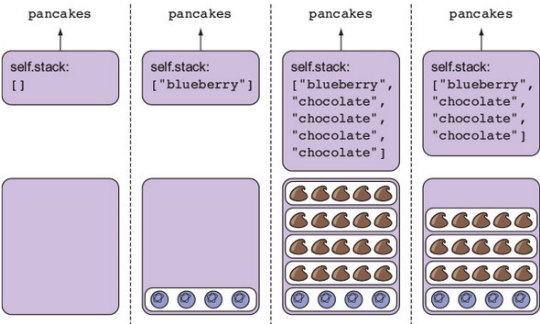 pancakes
self.stack:
[]
pancakes
self.stack:
["blueberry"]
pancakes
self.stack:
["blueberry",
"chocolate",
"chocolate",
"chocolate",
"chocolate"]
pancakes
self.stack:
["blueberry",
"chocolate",
"chocolate",
"chocolate"]